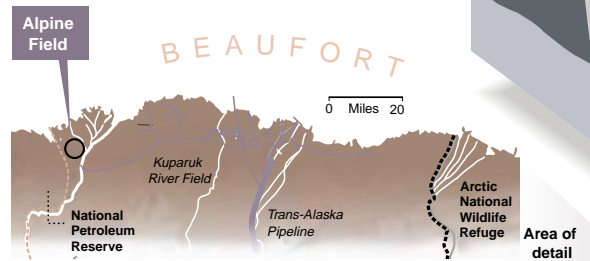 Alpine
Field
BEAUFORT
0 Miles 20
Kuparuk
River Field
Trans-Alaska
Pipeline
National
Petroleum
Reserve
Arctic
National
Wildlife
Refuge
Area of
detail